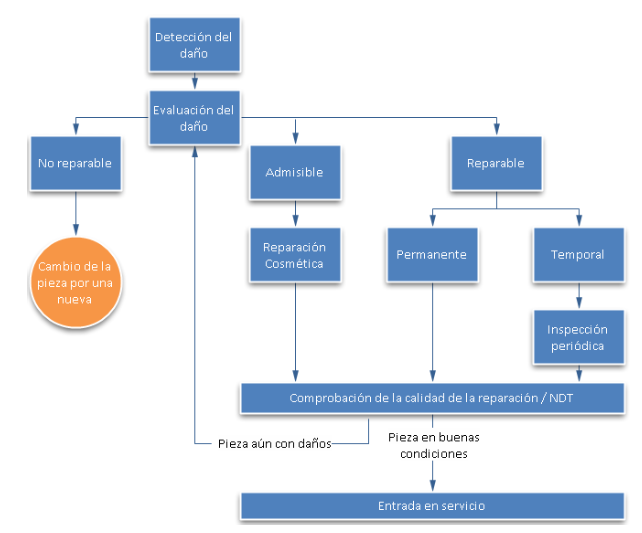 Detección del
daño
Evaluación del
daño
No reparable
Admisible
Reparable
Reparación
Cosmética
Permanente
Temporal
Cambio de la
pieza por una
nueva
Inspección
periódica
Comprobación de la calidad de la reparación / NDT
Pieza aún con daños
Pieza en buenas
condiciones
Entrada en servicio